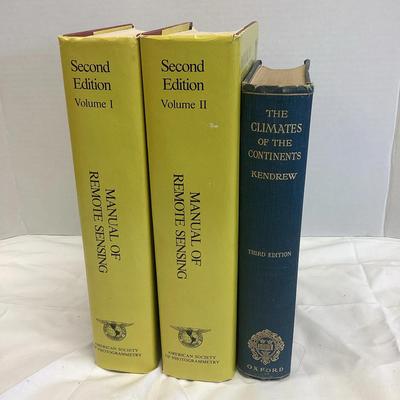 Second
Edition
Volume I
MANUAL OF
REMOTE SENSING
AMERICAN SOCIETY
OF PHOTOGRAMMETRY
Second
Edition
Volume II
MANUAL OF
REMOTE SENSING
AMERICAN SOCIETY
OF PHOTOGRAMMETRY
THE
CLIMATES
OF THE
CONTINENTS
KENDREW
THIRD EDITION
OXFORD